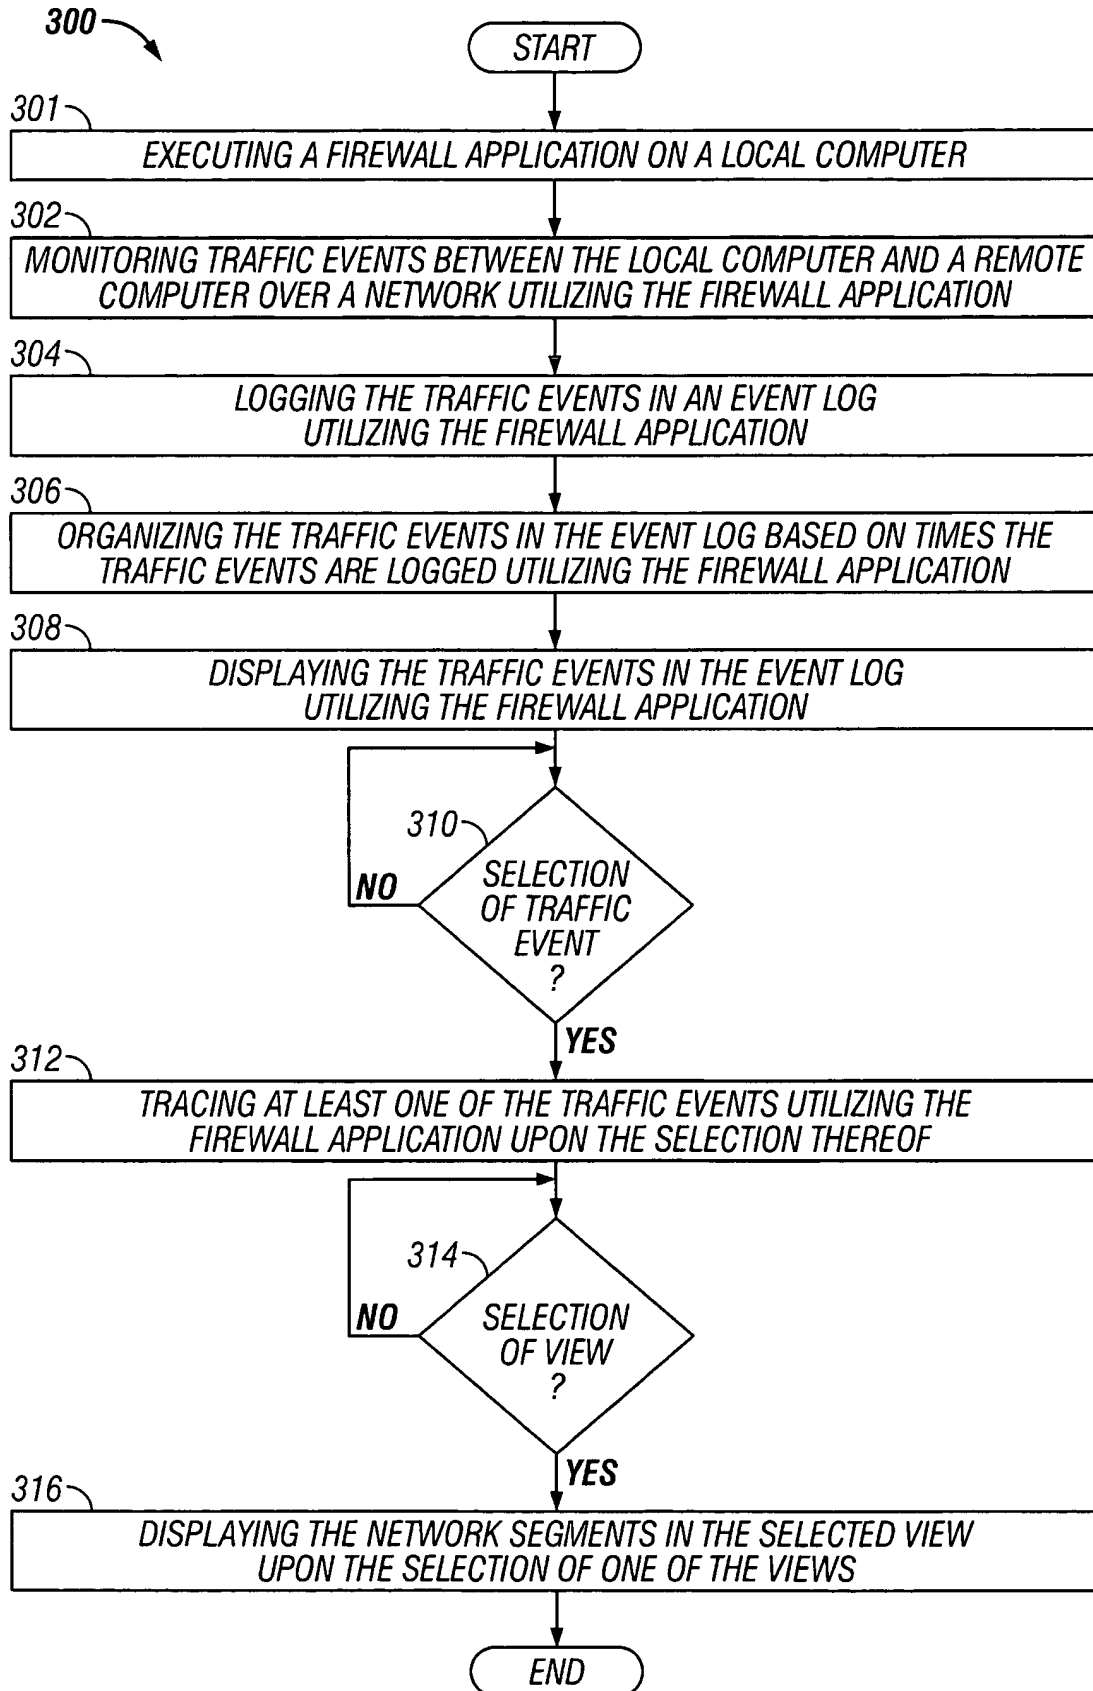 300
START
301
EXECUTING A FIREWALL APPLICATION ON A LOCAL COMPUTER
302
MONITORING TRAFFIC EVENTS BETWEEN THE LOCAL COMPUTER AND A REMOTE
COMPUTER OVER A NETWORK UTILIZING THE FIREWALL APPLICATION
304
LOGGING THE TRAFFIC EVENTS IN AN EVENT LOG
UTILIZING THE FIREWALL APPLICATION
306
ORGANIZING THE TRAFFIC EVENTS IN THE EVENT LOG BASED ON TIMES THE
TRAFFIC EVENTS ARE LOGGED UTILIZING THE FIREWALL APPLICATION
308
DISPLAYING THE TRAFFIC EVENTS IN THE EVENT LOG
UTILIZING THE FIREWALL APPLICATION
310
SELECTION
OF TRAFFIC
EVENT
?
NO
YES
312
TRACING AT LEAST ONE OF THE TRAFFIC EVENTS UTILIZING THE
FIREWALL APPLICATION UPON THE SELECTION THEREOF
314
SELECTION
OF VIEW
?
NO
YES
316
DISPLAYING THE NETWORK SEGMENTS IN THE SELECTED VIEW
UPON THE SELECTION OF ONE OF THE VIEWS
END